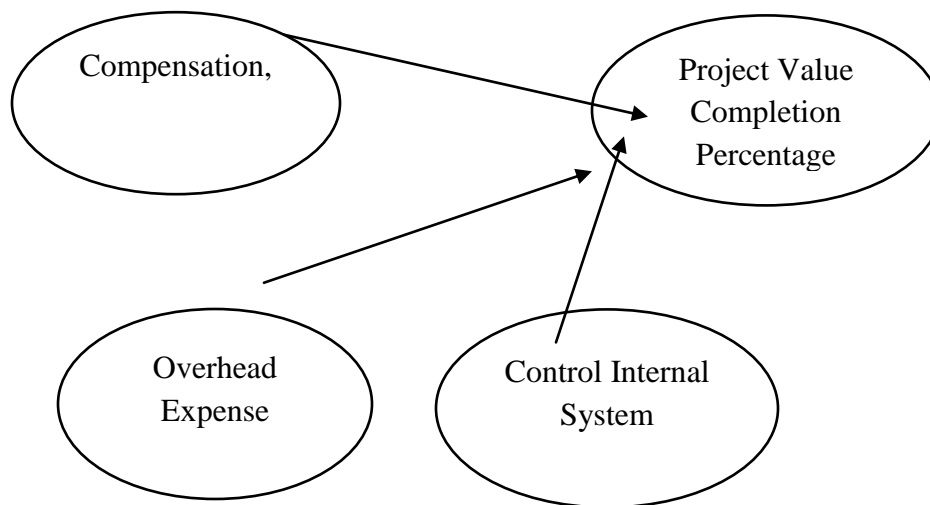 Compensation,
Project Value
Completion
Percentage
Overhead
Expense
Control Internal
System